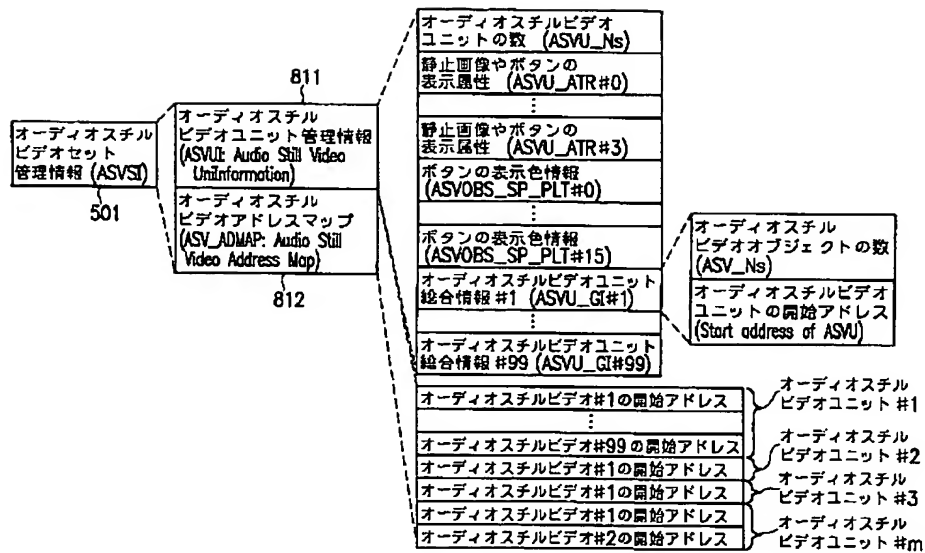 オーディオスチル
ビデオセット
管理情報 (ASVSI)
501
811
オーディオスチル
ビデオユニット管理情報
(ASVUI: Audio Still Video
UniInformation)
オーディオスチル
ビデオアドレスマップ
(ASV_ADMAP: Audio Still
Video Address Map)
812
オーディオスチルビデオ
ユニットの数 (ASVU_Ns)
静止画像やボタンの
表示属性 (ASVU_ATR#0)
⋮
静止画像やボタンの
表示属性 (ASVU_ATR#3)
ボタンの表示色情報
(ASVOBS_SP_PLT#0)
⋮
ボタンの表示色情報
(ASVOBS_SP_PLT#15)
オーディオスチルビデオユニット
総合情報 #1 (ASVU_GI#1)
⋮
オーディオスチルビデオユニット
総合情報 #99 (ASVU_GI#99)
オーディオスチル
ビデオオブジェクトの数
(ASV_Ns)
オーディオスチルビデオ
ユニットの開始アドレス
(Start address of ASVU)
オーディオスチルビデオ#1の開始アドレス
⋮
オーディオスチルビデオ#99の開始アドレス
オーディオスチルビデオ#1の開始アドレス
オーディオスチルビデオ#1の開始アドレス
オーディオスチルビデオ#1の開始アドレス
オーディオスチルビデオ#2の開始アドレス
オーディオスチル
ビデオユニット #1
オーディオスチル
ビデオユニット #2
オーディオスチル
ビデオユニット #3
オーディオスチル
ビデオユニット #m